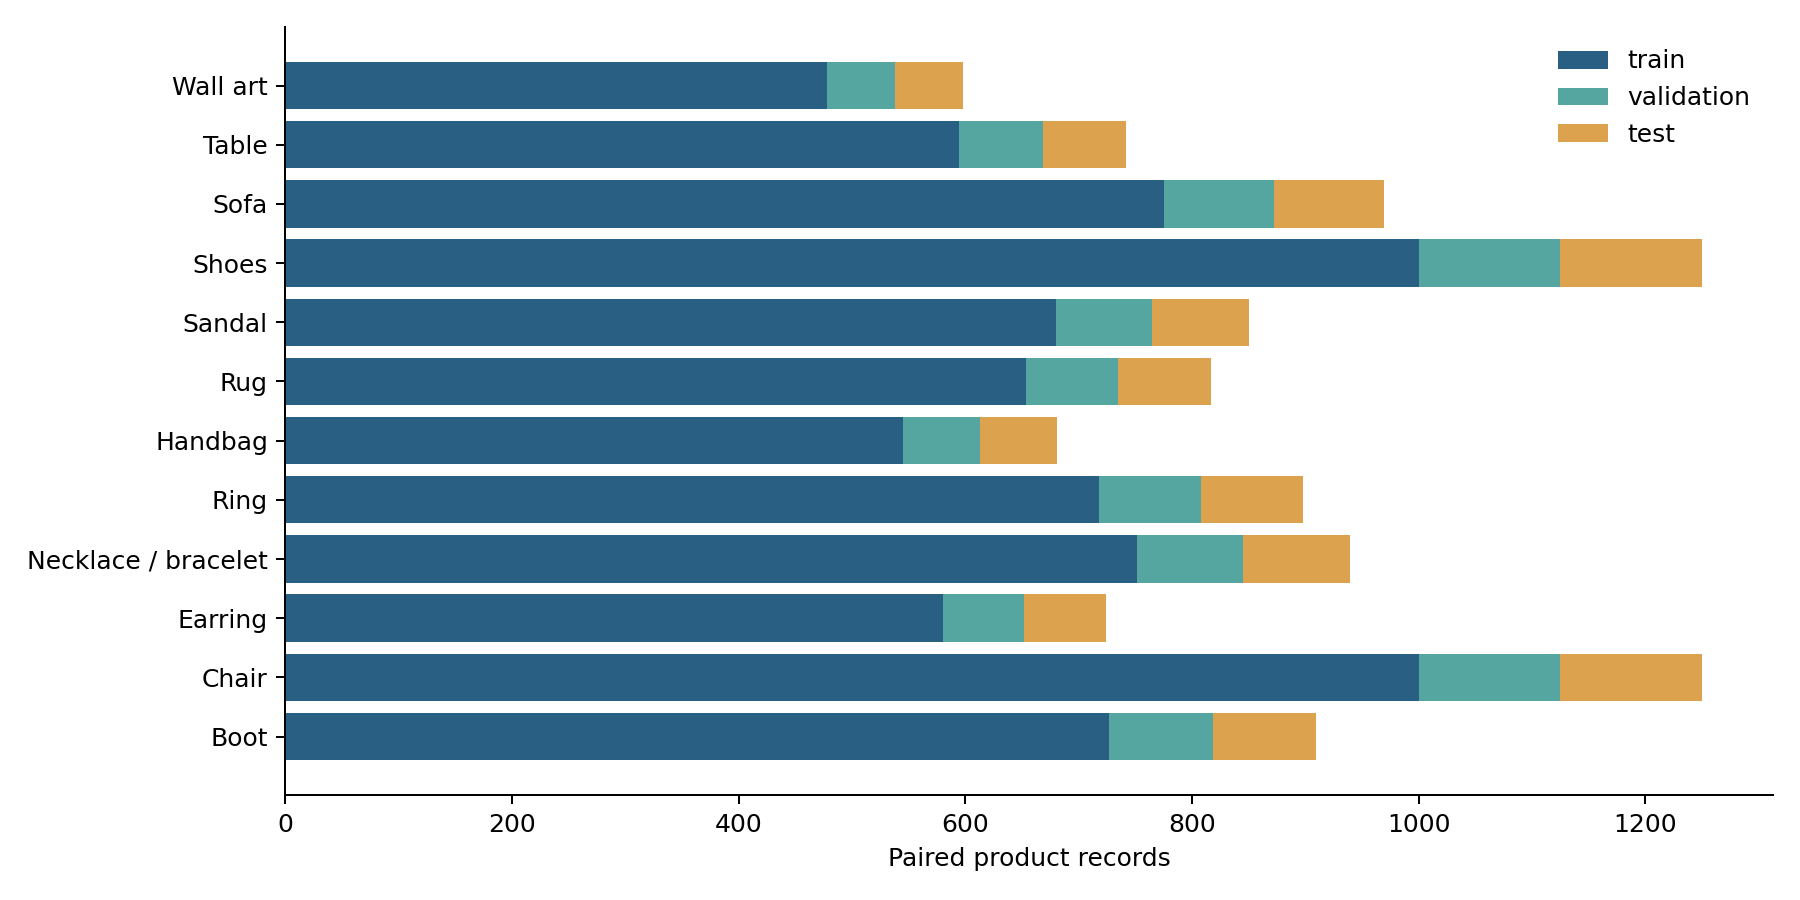 train
validation
test
Wall art
Table
Sofa
Shoes
Sandal
Rug
Handbag
Ring
Necklace / bracelet
Earring
Chair
Boot
0 200 400 600 800 1000 1200
Paired product records